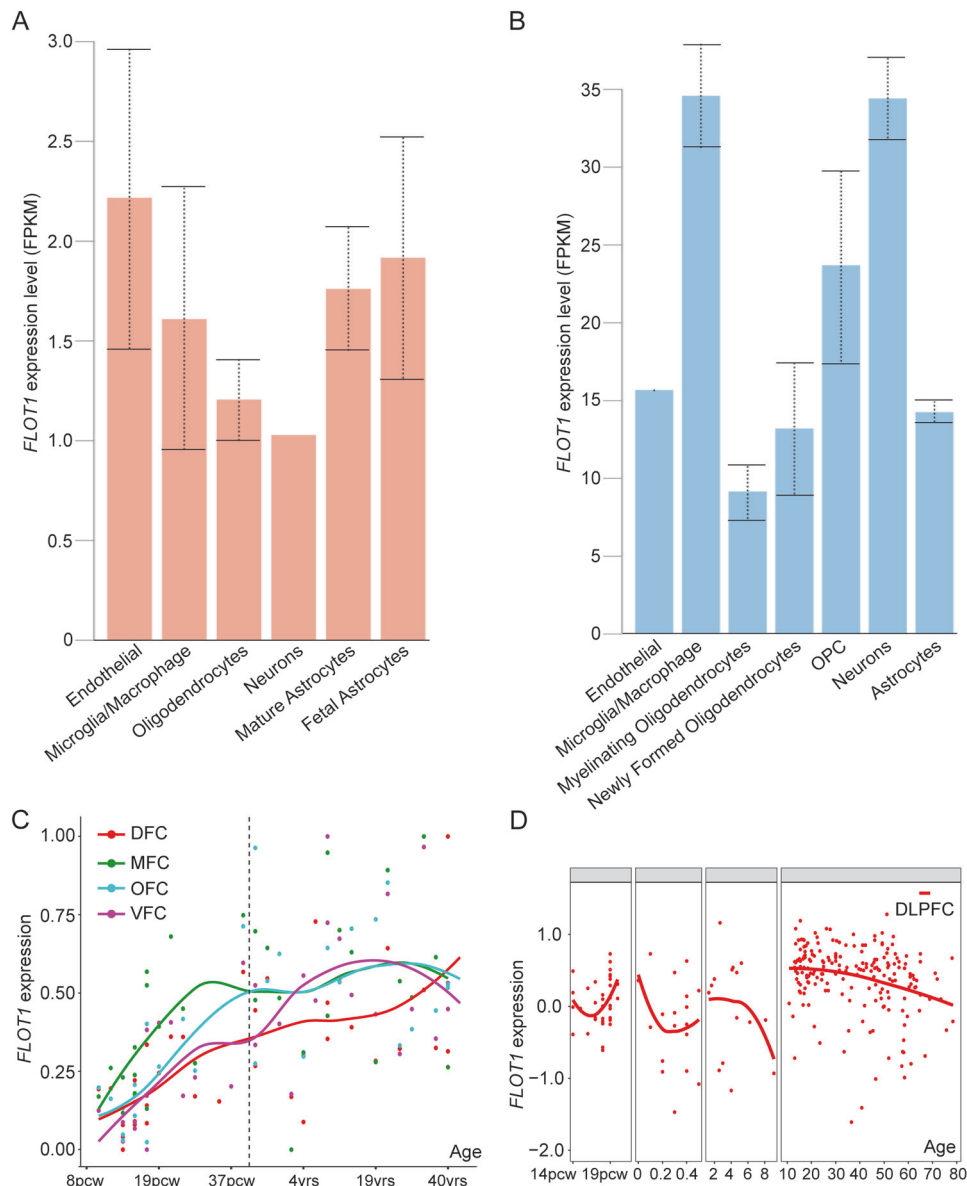 A
FLOT1 expression level (FPKM)
3.0
2.5
2.0
1.5
1.0
0.5
0
Endothelial
Microglia/Macrophage
Oligodendrocytes
Neurons
Mature Astrocytes
Fetal Astrocytes
B
FLOT1 expression level (FPKM)
35
30
25
20
15
10
5
0
Endothelial
Microglia/Macrophage
Myelinating Oligodendrocytes
Newly Formed Oligodendrocytes
OPC
Neurons
Astrocytes
C
FLOT1 expression
1.00
0.75
0.50
0.25
0.00
DFC
MFC
OFC
VFC
Age
8pcw 19pcw 37pcw 4yrs 19yrs 40yrs
D
DLPFC
FLOT1 expression
1.0
0.0
−1.0
−2.0
Age
14pcw 19pcw 0 0.2 0.4 2 4 6 8 10 20 30 40 50 60 70 80